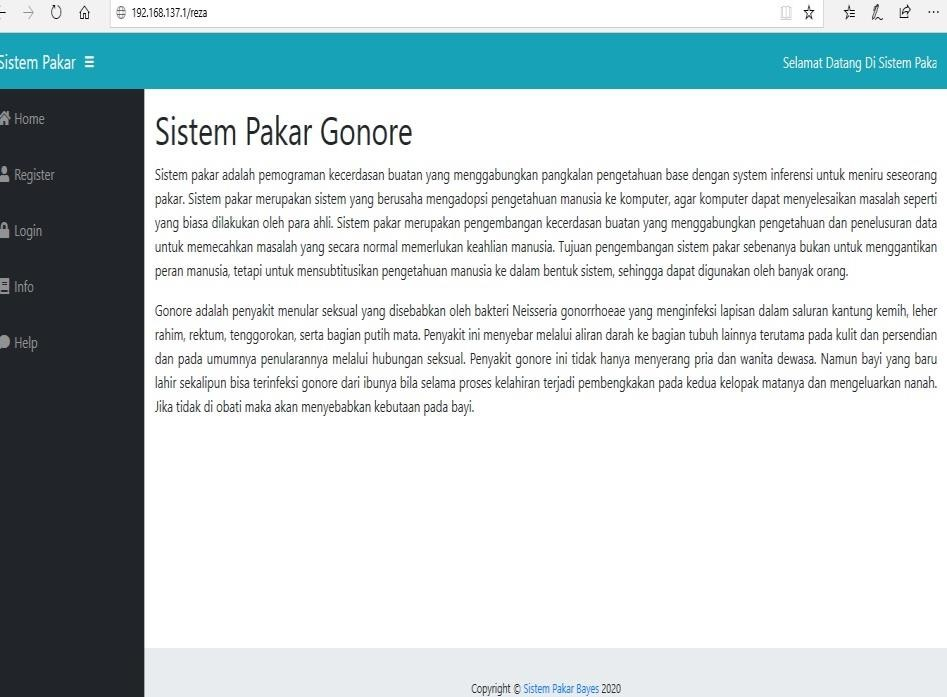 192.168.137.1/reza
Sistem Pakar
Selamat Datang Di Sistem Paka
Home
Register
Login
Info
Help
Sistem Pakar Gonore
Sistem pakar adalah pemograman kecerdasan buatan yang menggabungkan pangkalan pengetahuan base dengan system inferensi untuk meniru seseorang
pakar. Sistem pakar merupakan sistem yang berusaha mengadopsi pengetahuan manusia ke komputer, agar komputer dapat menyelesaikan masalah seperti
yang biasa dilakukan oleh para ahli. Sistem pakar merupakan pengembangan kecerdasan buatan yang menggabungkan pengetahuan dan penelusuran data
untuk memecahkan masalah yang secara normal memerlukan keahlian manusia. Tujuan pengembangan sistem pakar sebenanya bukan untuk menggantikan
peran manusia, tetapi untuk mensubtitusikan pengetahuan manusia ke dalam bentuk sistem, sehingga dapat digunakan oleh banyak orang.
Gonore adalah penyakit menular seksual yang disebabkan oleh bakteri Neisseria gonorrhoeae yang menginfeksi lapisan dalam saluran kantung kemih, leher
rahim, rektum, tenggorokan, serta bagian putih mata. Penyakit ini menyebar melalui aliran darah ke bagian tubuh lainnya terutama pada kulit dan persendian
dan pada umumnya penularannya melalui hubungan seksual. Penyakit gonore ini tidak hanya menyerang pria dan wanita dewasa. Namun bayi yang baru
lahir sekalipun bisa terinfeksi gonore dari ibunya bila selama proses kelahiran terjadi pembengkakan pada kedua kelopak matanya dan mengeluarkan nanah.
Jika tidak di obati maka akan menyebabkan kebutaan pada bayi.
Copyright © Sistem Pakar Bayes 2020